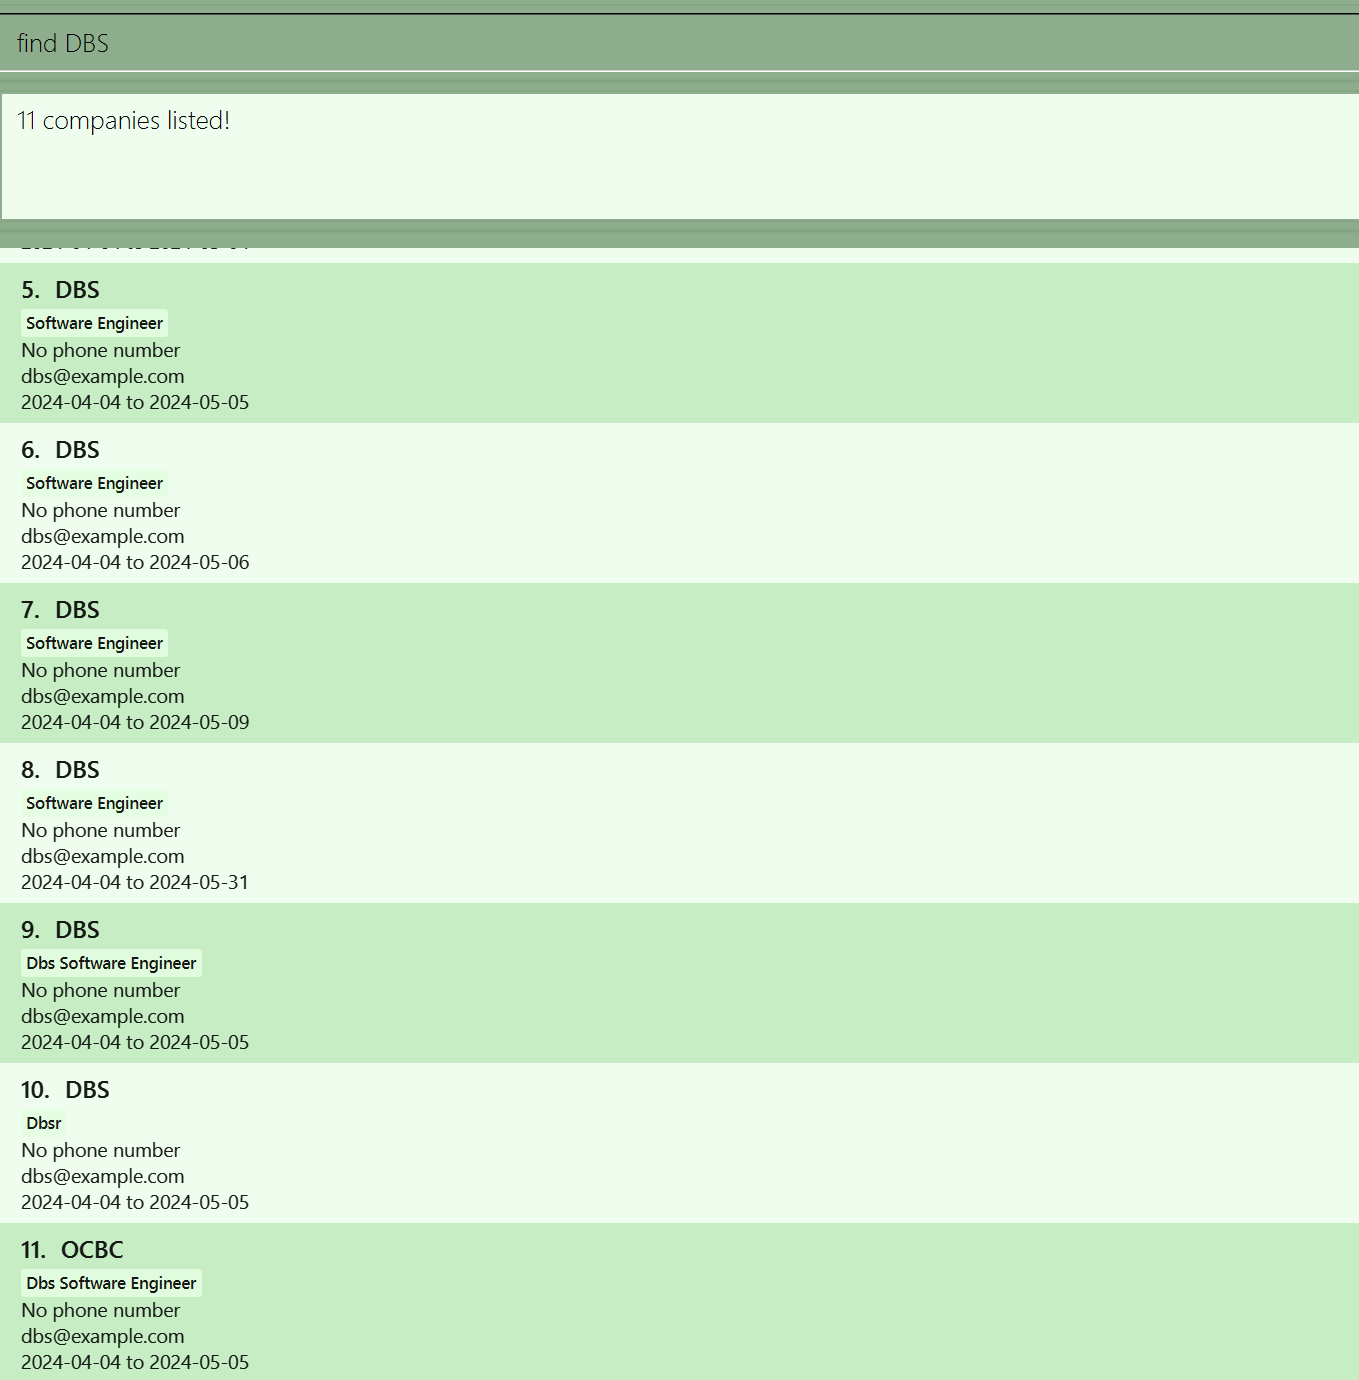 find DBS
11 companies listed!
5. DBS
Software Engineer
No phone number
dbs@example.com
2024-04-04 to 2024-05-05
6. DBS
Software Engineer
No phone number
dbs@example.com
2024-04-04 to 2024-05-06
7. DBS
Software Engineer
No phone number
dbs@example.com
2024-04-04 to 2024-05-09
8. DBS
Software Engineer
No phone number
dbs@example.com
2024-04-04 to 2024-05-31
9. DBS
Dbs Software Engineer
No phone number
dbs@example.com
2024-04-04 to 2024-05-05
10. DBS
Dbsr
No phone number
dbs@example.com
2024-04-04 to 2024-05-05
11. OCBC
Dbs Software Engineer
No phone number
dbs@example.com
2024-04-04 to 2024-05-05